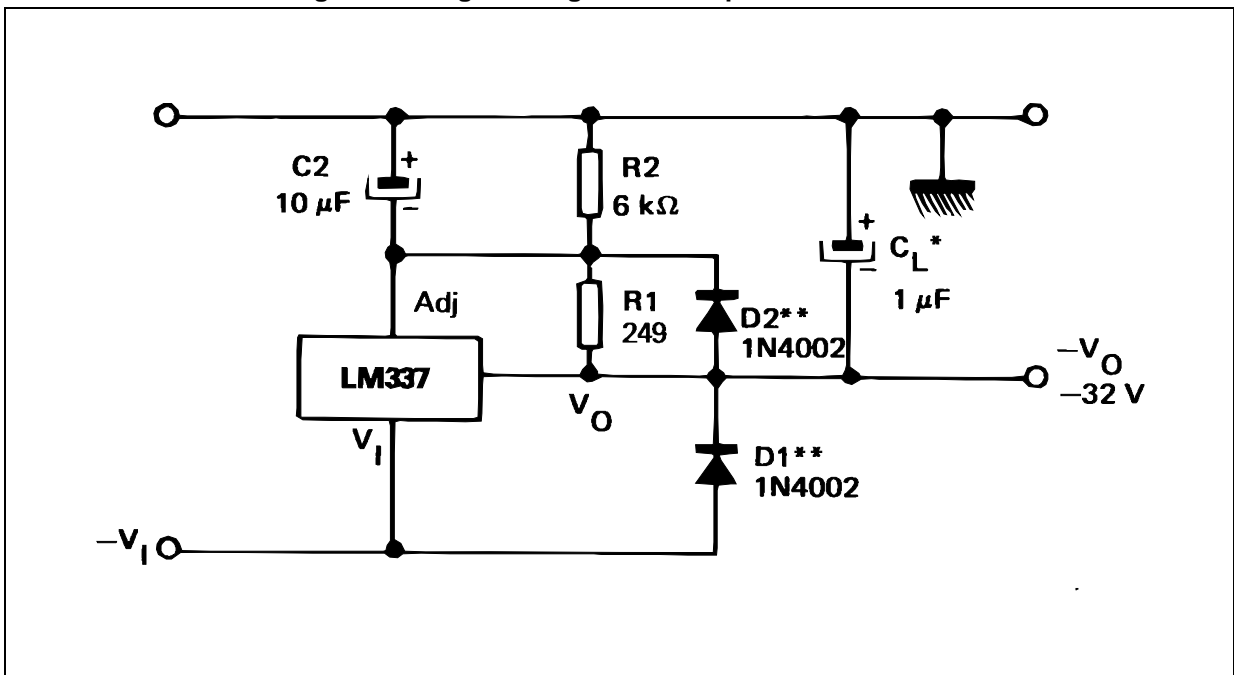 C2
10 μF
+
−
R2
6 kΩ
+
−
C_L*
1 μF
Adj
R1
249
D2**
1N4002
LM337
V_O
−V_O
−32 V
V_I
D1**
1N4002
−V_I